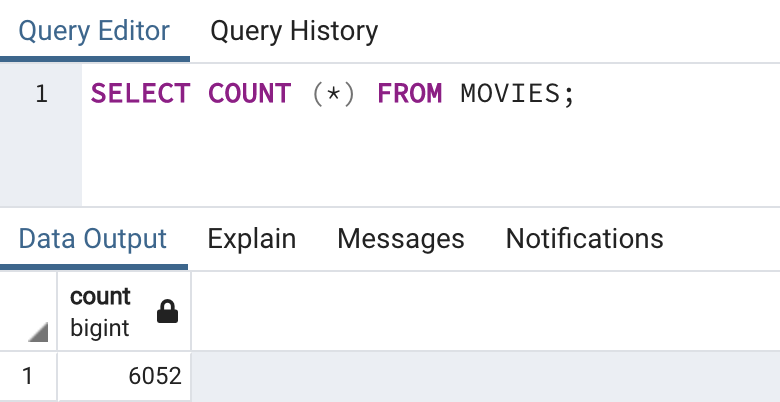 Query Editor Query History
1 SELECT COUNT (*) FROM MOVIES;
Data Output Explain Messages Notifications
count
bigint
1 6052